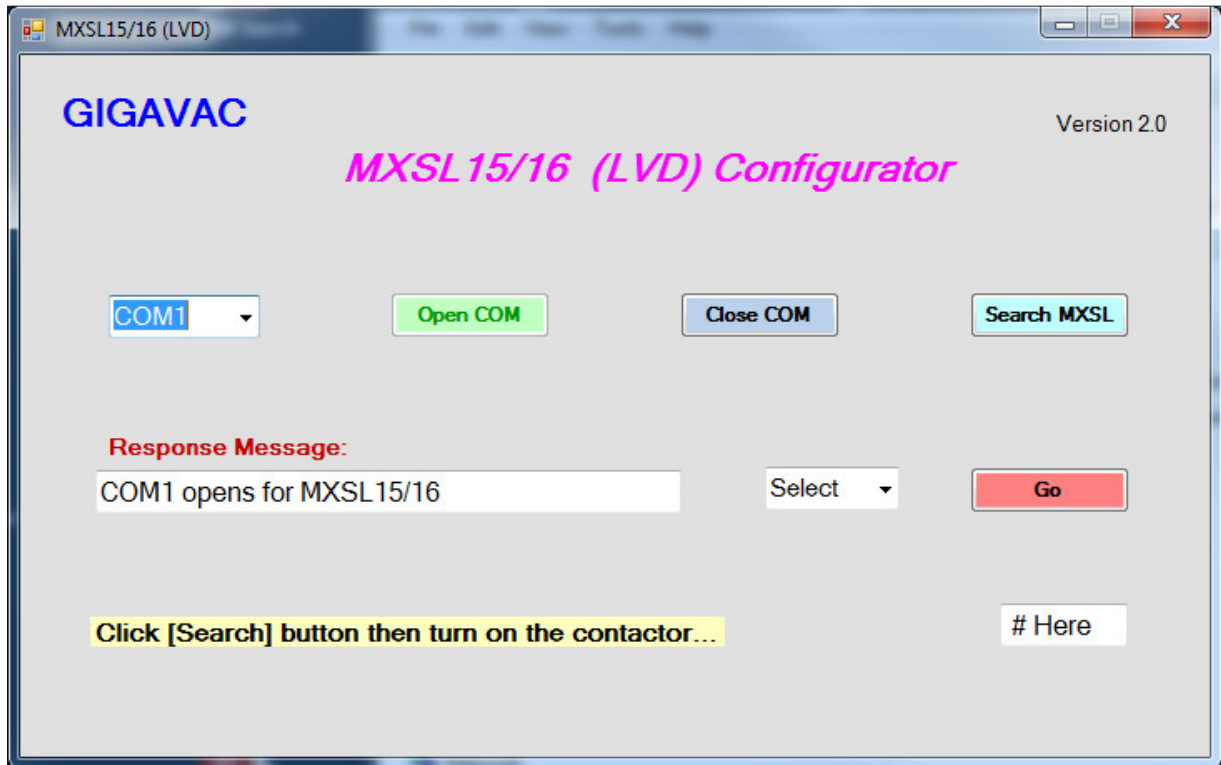 MXSL15/16 (LVD)
GIGAVAC
Version 2.0
MXSL15/16 (LVD) Configurator
COM1
Open COM
Close COM
Search MXSL
Response Message:
COM1 opens for MXSL15/16
Select
Go
Click [Search] button then turn on the contactor...
# Here